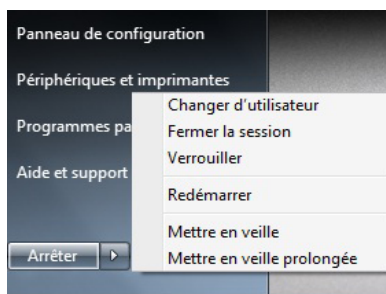 Panneau de configuration
Périphériques et imprimantes
Programmes pa
Aide et support
Arrêter
Changer d'utilisateur
Fermer la session
Verrouiller
Redémarrer
Mettre en veille
Mettre en veille prolongée